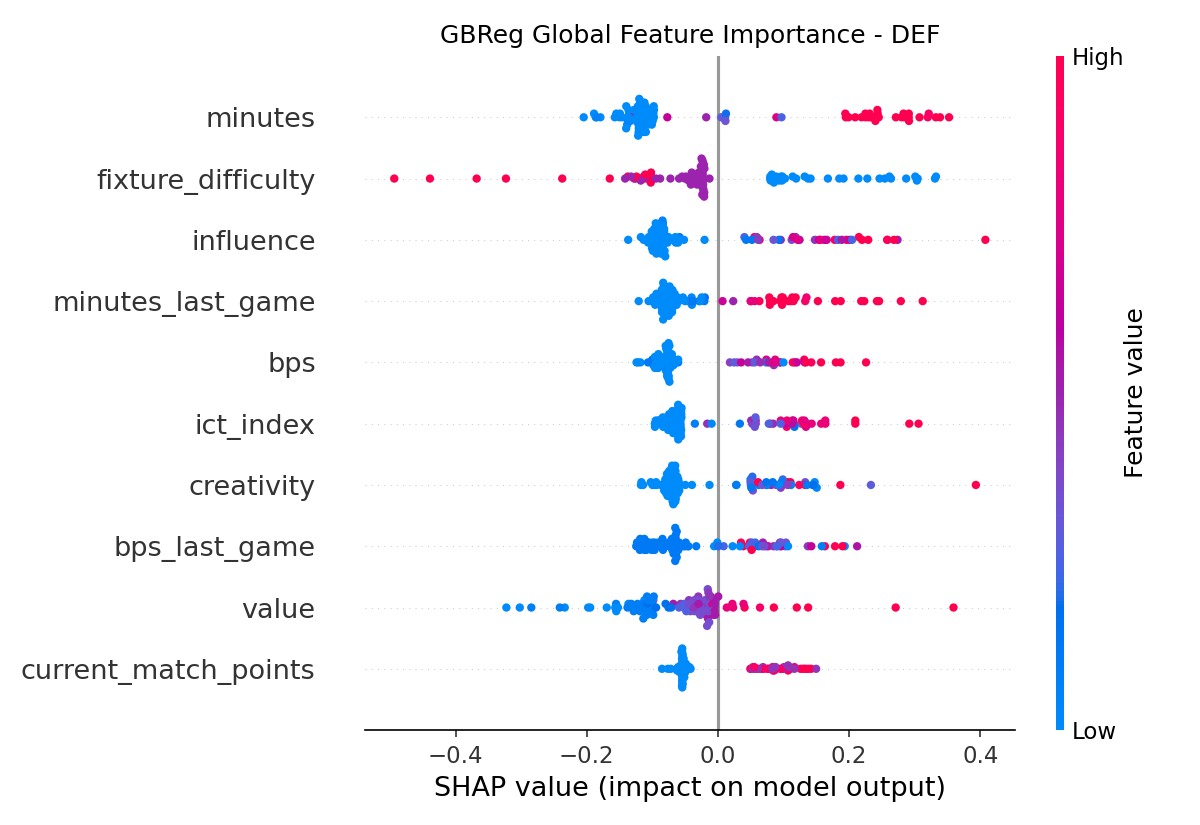 GBReg Global Feature Importance - DEF
High
minutes
fixture_difficulty
influence
minutes_last_game
bps
ict_index
creativity
bps_last_game
value
current_match_points
Feature value
Low
−0.4 −0.2 0.0 0.2 0.4
SHAP value (impact on model output)